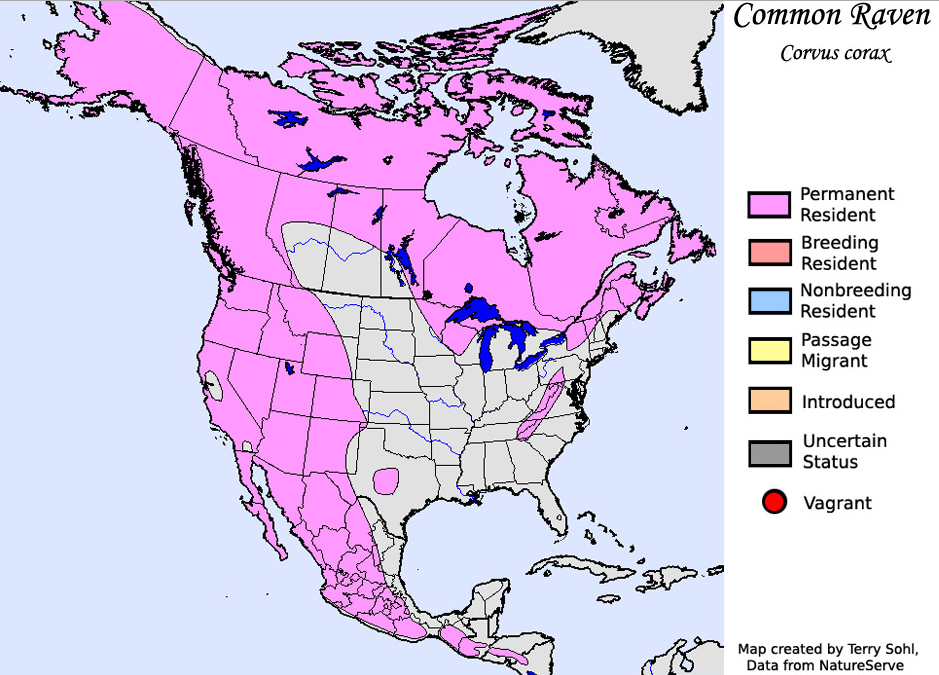 Common Raven
Corvus corax
Permanent
Resident
Breeding
Resident
Nonbreeding
Resident
Passage
Migrant
Introduced
Uncertain
Status
Vagrant
Map created by Terry Sohl,
Data from NatureServe